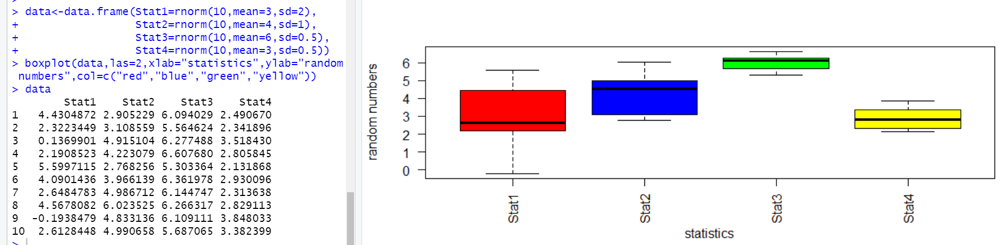 > data<-data.frame(Stat1=rnorm(10,mean=3,sd=2),
+                  Stat2=rnorm(10,mean=4,sd=1),
+                  Stat3=rnorm(10,mean=6,sd=0.5),
+                  Stat4=rnorm(10,mean=3,sd=0.5))
> boxplot(data,las=2,xlab="statistics",ylab="random
 numbers",col=c("red","blue","green","yellow"))
> data
        Stat1    Stat2    Stat3    Stat4
1   4.4304872 2.905229 6.094029 2.490670
2   2.3223449 3.108559 5.564624 2.341896
3   0.1369901 4.915104 6.277488 3.518430
4   2.1908523 4.223079 6.607680 2.805845
5   5.5997115 2.768256 5.303364 2.131868
6   4.0901436 3.966139 6.361978 2.930096
7   2.6484783 4.986712 6.144747 2.313638
8   4.5678082 6.023525 6.266317 2.829113
9  -0.1938479 4.833136 6.109111 3.848033
10  2.6128448 4.990658 5.687065 3.382399
>
random numbers
6
5
4
3
2
1
0
Stat1
Stat2
Stat3
Stat4
statistics